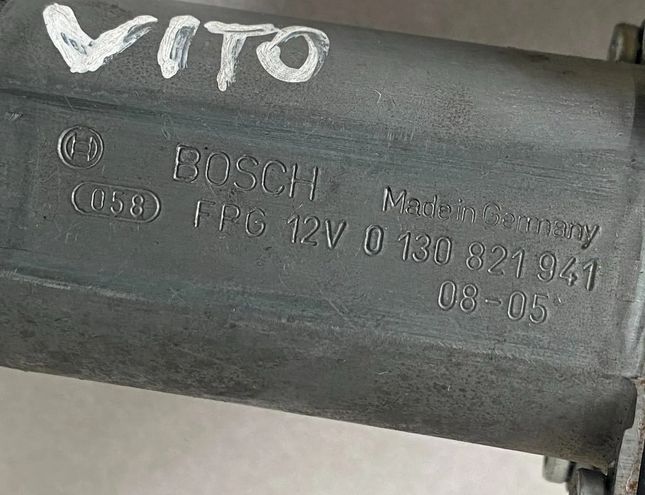 VITO
BOSCH
Made in Germany
058 FPG 12V 0 130 821 941
08-05